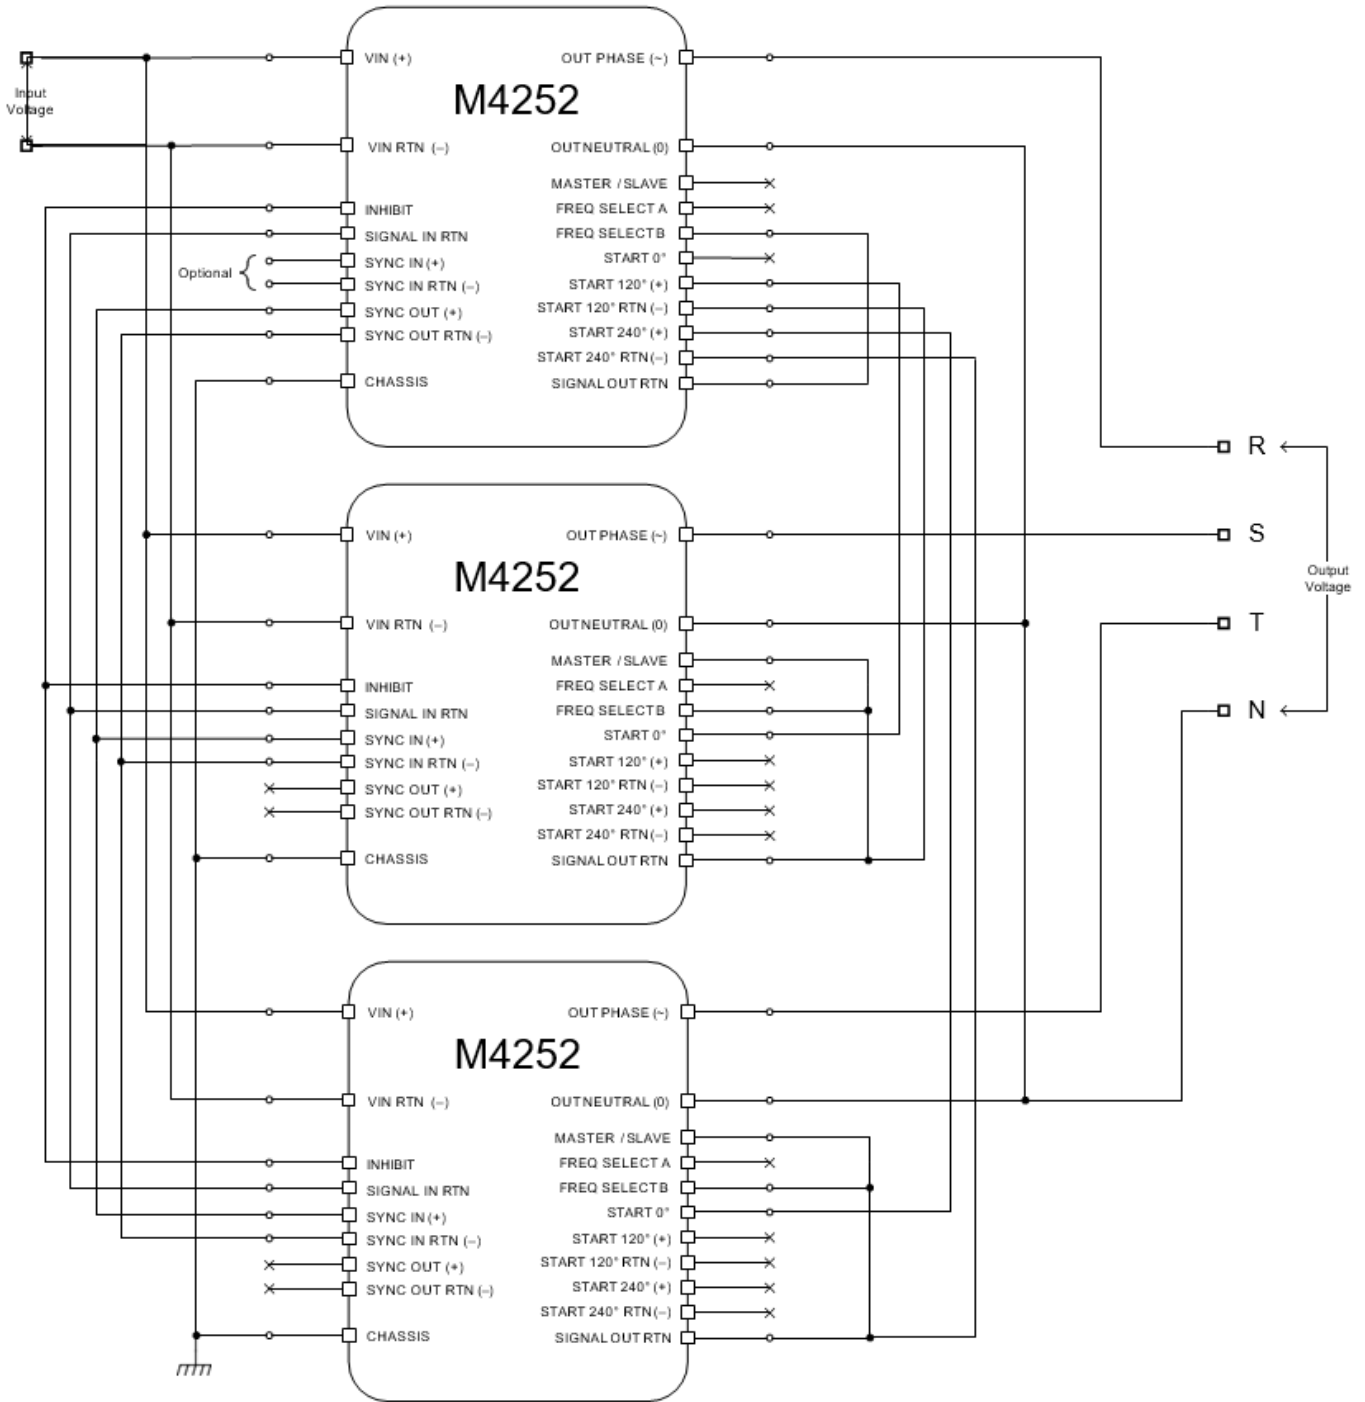 Input
Voltage
VIN (+)
OUT PHASE (~)
M4252
VIN RTN (–)
OUT NEUTRAL (0)
MASTER / SLAVE
INHIBIT
FREQ SELECT A
SIGNAL IN RTN
FREQ SELECT B
Optional
SYNC IN (+)
START 0°
SYNC IN RTN (–)
START 120° (+)
SYNC OUT (+)
START 120° RTN (–)
SYNC OUT RTN (–)
START 240° (+)
START 240° RTN (–)
CHASSIS
SIGNAL OUT RTN
R
S
Output
Voltage
T
N
VIN (+)
OUT PHASE (~)
M4252
VIN RTN (–)
OUT NEUTRAL (0)
MASTER / SLAVE
INHIBIT
FREQ SELECT A
SIGNAL IN RTN
FREQ SELECT B
SYNC IN (+)
START 0°
SYNC IN RTN (–)
START 120° (+)
SYNC OUT (+)
START 120° RTN (–)
SYNC OUT RTN (–)
START 240° (+)
START 240° RTN (–)
CHASSIS
SIGNAL OUT RTN
VIN (+)
OUT PHASE (~)
M4252
VIN RTN (–)
OUT NEUTRAL (0)
MASTER / SLAVE
INHIBIT
FREQ SELECT A
SIGNAL IN RTN
FREQ SELECT B
SYNC IN (+)
START 0°
SYNC IN RTN (–)
START 120° (+)
SYNC OUT (+)
START 120° RTN (–)
SYNC OUT RTN (–)
START 240° (+)
START 240° RTN (–)
CHASSIS
SIGNAL OUT RTN